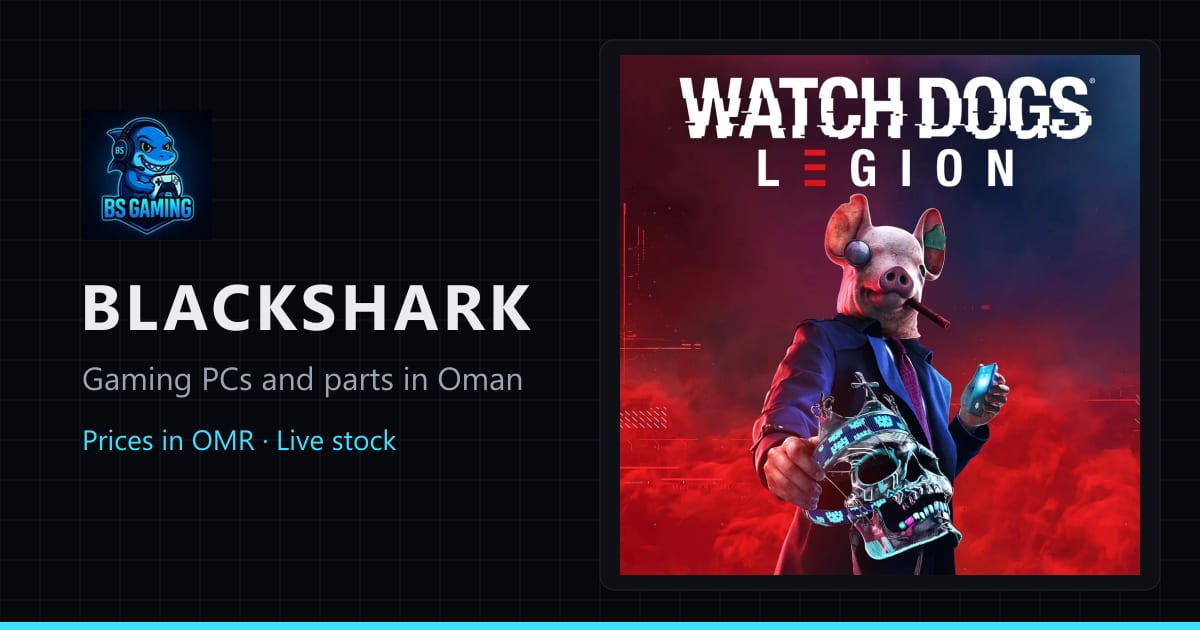 BS
BS GAMING
BLACKSHARK
Gaming PCs and parts in Oman
Prices in OMR · Live stock
WATCH DOGS®
LEGION